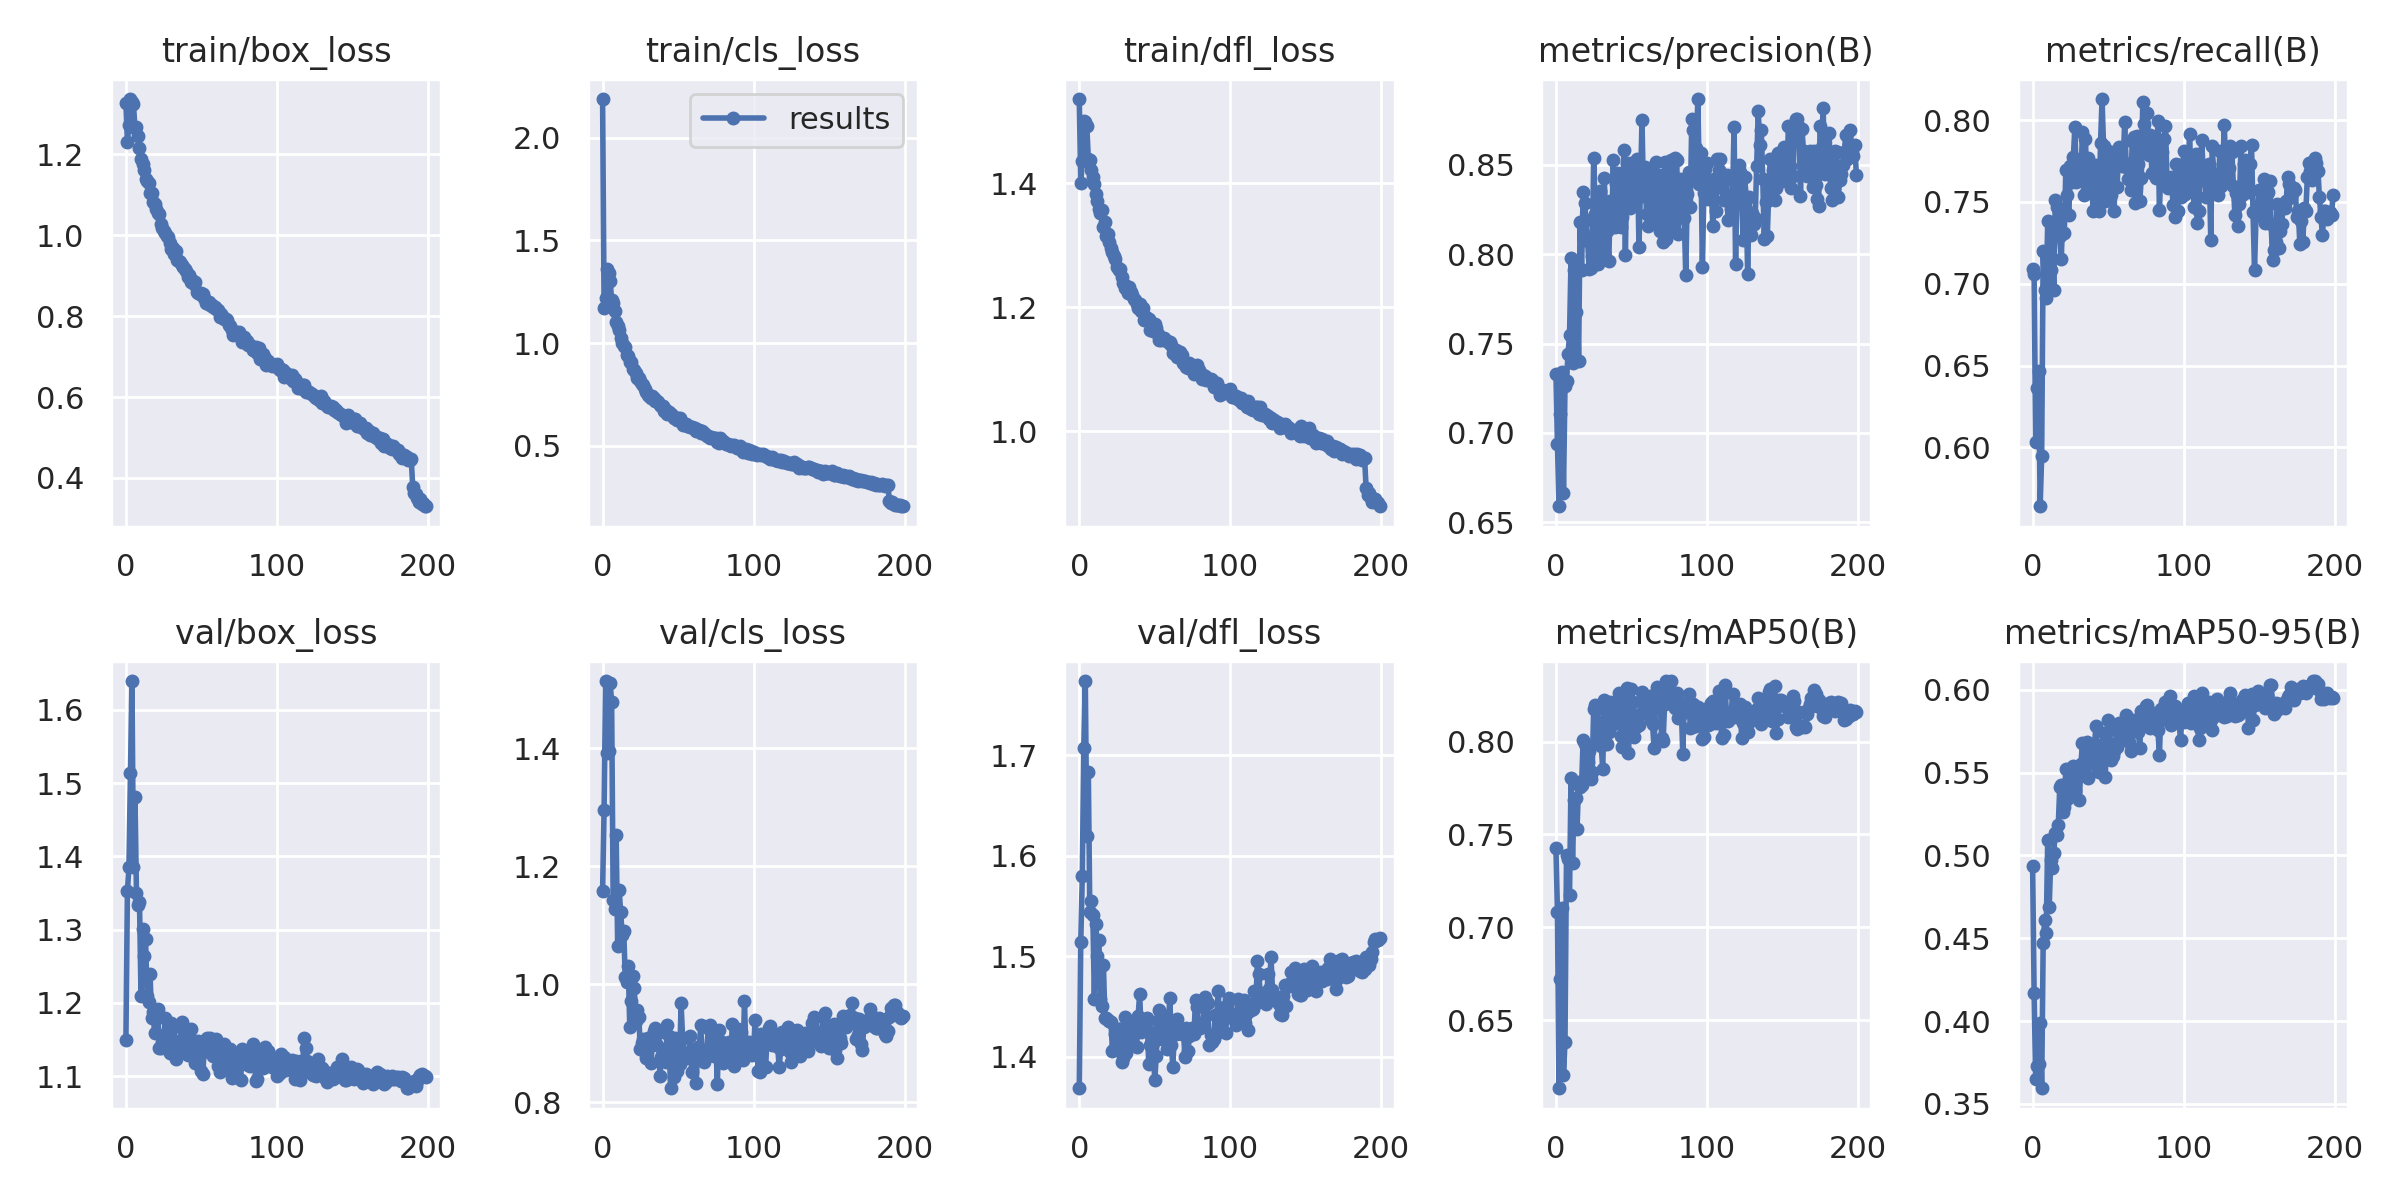 train/box_loss
train/cls_loss
train/dfl_loss
metrics/precision(B)
metrics/recall(B)
results
1.2
1.0
0.8
0.6
0.4
0 100 200
2.0
1.5
1.0
0.5
0 100 200
1.4
1.2
1.0
0 100 200
0.85
0.80
0.75
0.70
0.65
0 100 200
0.80
0.75
0.70
0.65
0.60
0 100 200
val/box_loss
val/cls_loss
val/dfl_loss
metrics/mAP50(B)
metrics/mAP50-95(B)
1.6
1.5
1.4
1.3
1.2
1.1
0 100 200
1.4
1.2
1.0
0.8
0 100 200
1.7
1.6
1.5
1.4
0 100 200
0.80
0.75
0.70
0.65
0 100 200
0.60
0.55
0.50
0.45
0.40
0.35
0 100 200